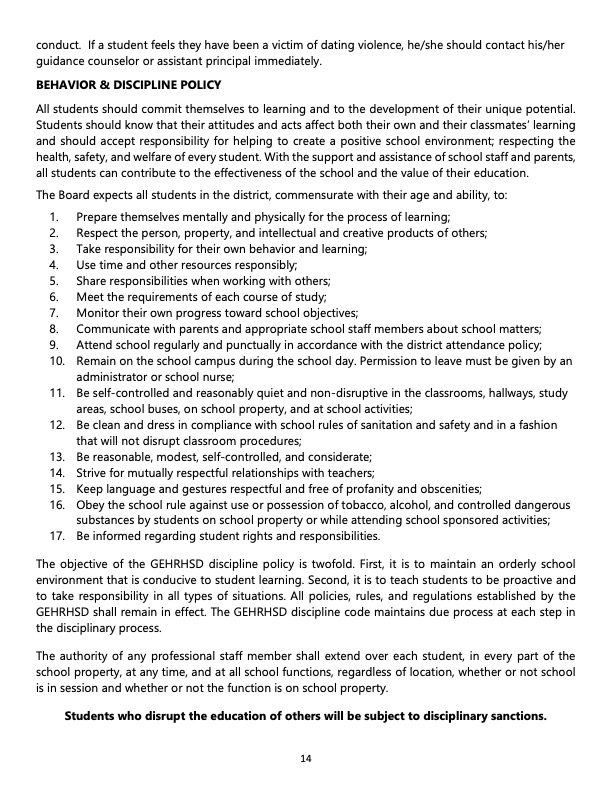 conduct.  If a student feels they have been a victim of dating violence, he/she should contact his/her
guidance counselor or assistant principal immediately.
BEHAVIOR & DISCIPLINE POLICY
All students should commit themselves to learning and to the development of their unique potential.
Students should know that their attitudes and acts affect both their own and their classmates’ learning
and should accept responsibility for helping to create a positive school environment; respecting the
health, safety, and welfare of every student. With the support and assistance of school staff and parents,
all students can contribute to the effectiveness of the school and the value of their education.
The Board expects all students in the district, commensurate with their age and ability, to:
1. Prepare themselves mentally and physically for the process of learning;
2. Respect the person, property, and intellectual and creative products of others;
3. Take responsibility for their own behavior and learning;
4. Use time and other resources responsibly;
5. Share responsibilities when working with others;
6. Meet the requirements of each course of study;
7. Monitor their own progress toward school objectives;
8. Communicate with parents and appropriate school staff members about school matters;
9. Attend school regularly and punctually in accordance with the district attendance policy;
10. Remain on the school campus during the school day. Permission to leave must be given by an
administrator or school nurse;
11. Be self-controlled and reasonably quiet and non-disruptive in the classrooms, hallways, study
areas, school buses, on school property, and at school activities;
12. Be clean and dress in compliance with school rules of sanitation and safety and in a fashion
that will not disrupt classroom procedures;
13. Be reasonable, modest, self-controlled, and considerate;
14. Strive for mutually respectful relationships with teachers;
15. Keep language and gestures respectful and free of profanity and obscenities;
16. Obey the school rule against use or possession of tobacco, alcohol, and controlled dangerous
substances by students on school property or while attending school sponsored activities;
17. Be informed regarding student rights and responsibilities.
The objective of the GEHRHSD discipline policy is twofold. First, it is to maintain an orderly school
environment that is conducive to student learning. Second, it is to teach students to be proactive and
to take responsibility in all types of situations. All policies, rules, and regulations established by the
GEHRHSD shall remain in effect. The GEHRHSD discipline code maintains due process at each step in
the disciplinary process.
The authority of any professional staff member shall extend over each student, in every part of the
school property, at any time, and at all school functions, regardless of location, whether or not school
is in session and whether or not the function is on school property.
Students who disrupt the education of others will be subject to disciplinary sanctions.
14